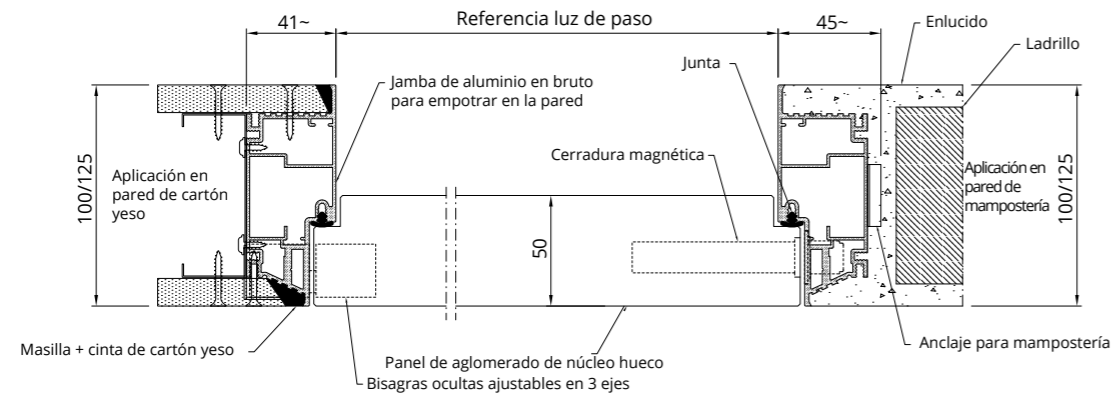 41~
Referencia luz de paso
45~
Enlucido
Ladrillo
Junta
Jamba de aluminio en bruto
para empotrar en la pared
Cerradura magnética
100/125
Aplicación en
pared de cartón
yeso
50
Aplicación en
pared de
mampostería
100/125
Masilla + cinta de cartón yeso
Panel de aglomerado de núcleo hueco
Bisagras ocultas ajustables en 3 ejes
Anclaje para mampostería